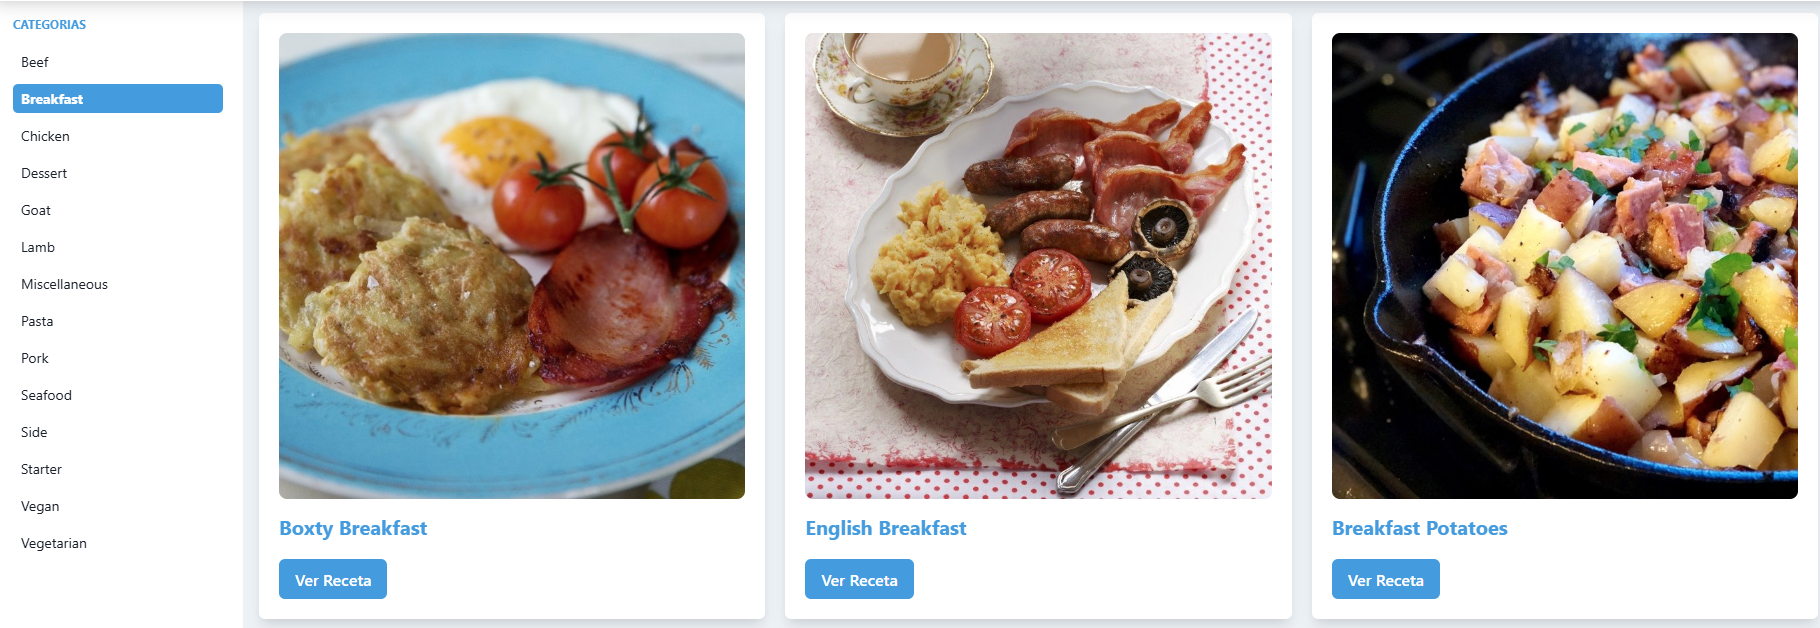 CATEGORIAS
Beef
Breakfast
Chicken
Dessert
Goat
Lamb
Miscellaneous
Pasta
Pork
Seafood
Side
Starter
Vegan
Vegetarian
Boxty Breakfast
Ver Receta
English Breakfast
Ver Receta
Breakfast Potatoes
Ver Receta